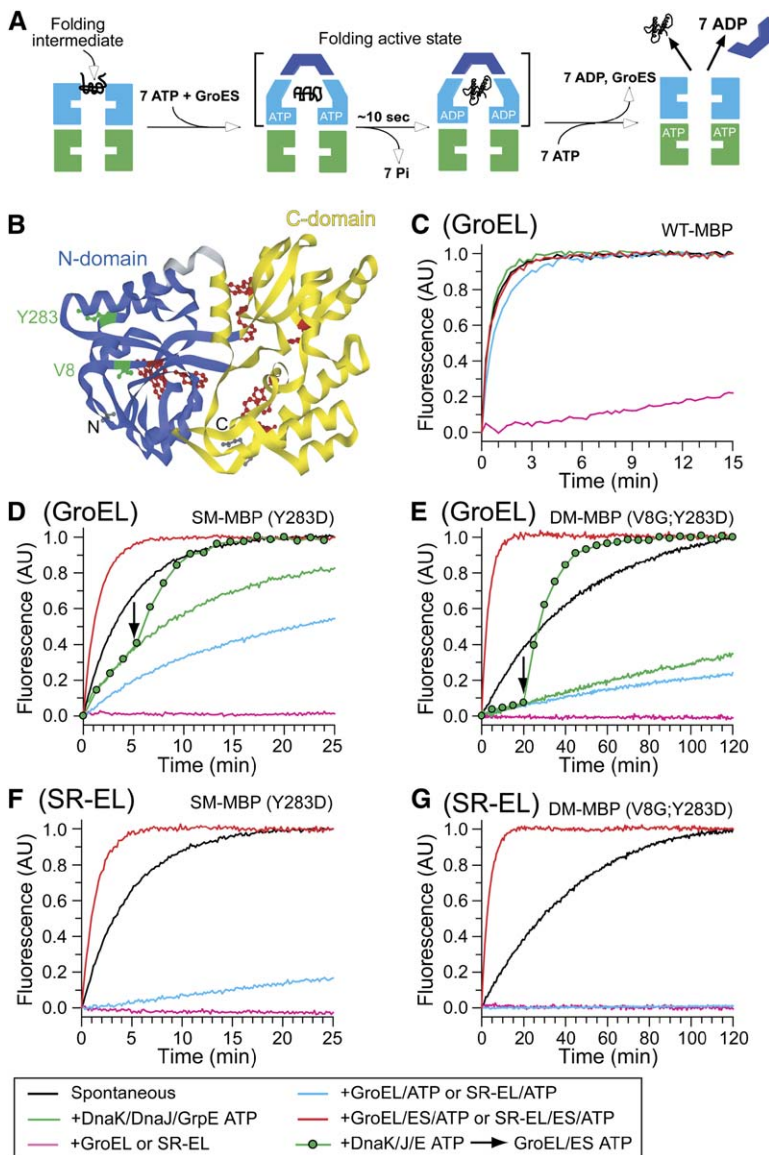 A
Folding intermediate
7 ATP + GroES
Folding active state
ATP ATP
~10 sec
7 Pi
ADP ADP
7 ADP, GroES
7 ATP
7 ADP
ATP ATP
B
N-domain
C-domain
Y283
V8
N
C
C (GroEL) WT-MBP
Fluorescence (AU)
1.0
0.8
0.6
0.4
0.2
0.0
0 3 6 9 12 15
Time (min)
D (GroEL) SM-MBP (Y283D)
Fluorescence (AU)
1.0
0.8
0.6
0.4
0.2
0.0
0 5 10 15 20 25
Time (min)
E (GroEL) DM-MBP (V8G;Y283D)
Fluorescence (AU)
1.0
0.8
0.6
0.4
0.2
0.0
0 20 40 60 80 100 120
Time (min)
F (SR-EL) SM-MBP (Y283D)
Fluorescence (AU)
1.0
0.8
0.6
0.4
0.2
0.0
0 5 10 15 20 25
Time (min)
G (SR-EL) DM-MBP (V8G;Y283D)
Fluorescence (AU)
1.0
0.8
0.6
0.4
0.2
0.0
0 20 40 60 80 100 120
Time (min)
Spontaneous
+GroEL/ATP or SR-EL/ATP
+DnaK/DnaJ/GrpE ATP
+GroEL/ES/ATP or SR-EL/ES/ATP
+GroEL or SR-EL
+DnaK/J/E ATP → GroEL/ES ATP